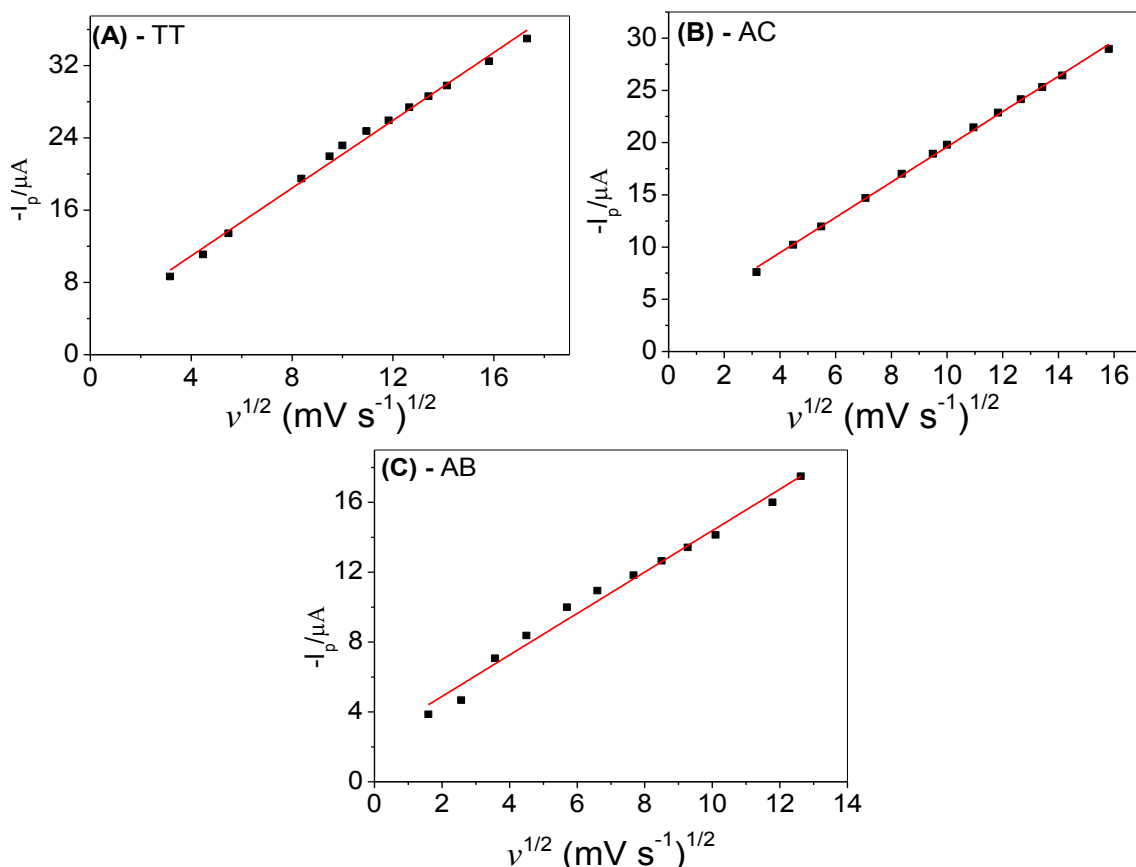 (A) - TT
-I_p/μA
32
24
16
8
0
0 4 8 12 16
ν^{1/2} (mV s^{-1})^{1/2}
(B) - AC
-I_p/μA
30
25
20
15
10
5
0
0 2 4 6 8 10 12 14 16
ν^{1/2} (mV s^{-1})^{1/2}
(C) - AB
-I_p/μA
16
12
8
4
0
0 2 4 6 8 10 12 14
ν^{1/2} (mV s^{-1})^{1/2}